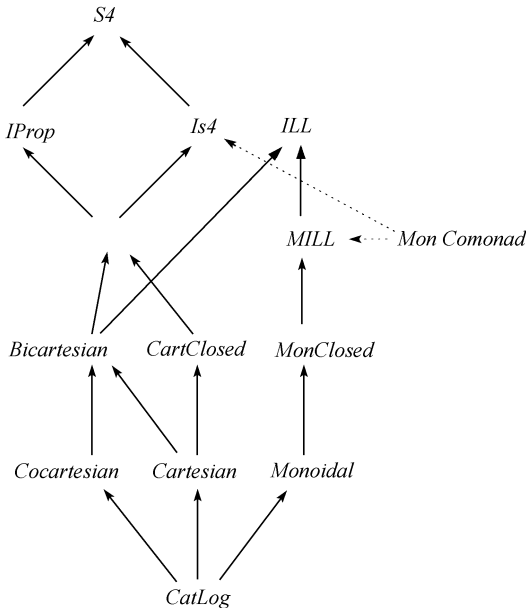 S4
IProp
Is4
ILL
MILL
Mon Comonad
Bicartesian
CartClosed
MonClosed
Cocartesian
Cartesian
Monoidal
CatLog